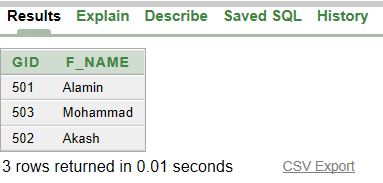 Results Explain Describe Saved SQL History
GID F_NAME
501 Alamin
503 Mohammad
502 Akash
3 rows returned in 0.01 seconds CSV Export